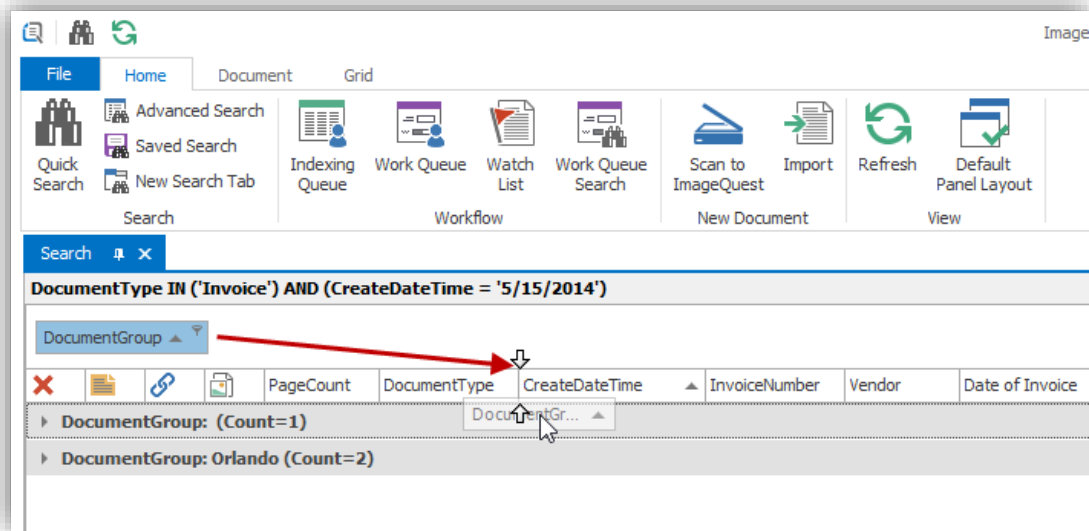 Image
File Home Document Grid
Quick Search
Advanced Search
Saved Search
New Search Tab
Indexing Queue
Work Queue
Watch List
Work Queue Search
Scan to ImageQuest
Import
Refresh
Default Panel Layout
Search Workflow New Document View
Search
DocumentType IN ('Invoice') AND (CreateDateTime = '5/15/2014')
DocumentGroup
PageCount DocumentType CreateDateTime InvoiceNumber Vendor Date of Invoice
DocumentGr...
DocumentGroup: (Count=1)
DocumentGroup: Orlando (Count=2)